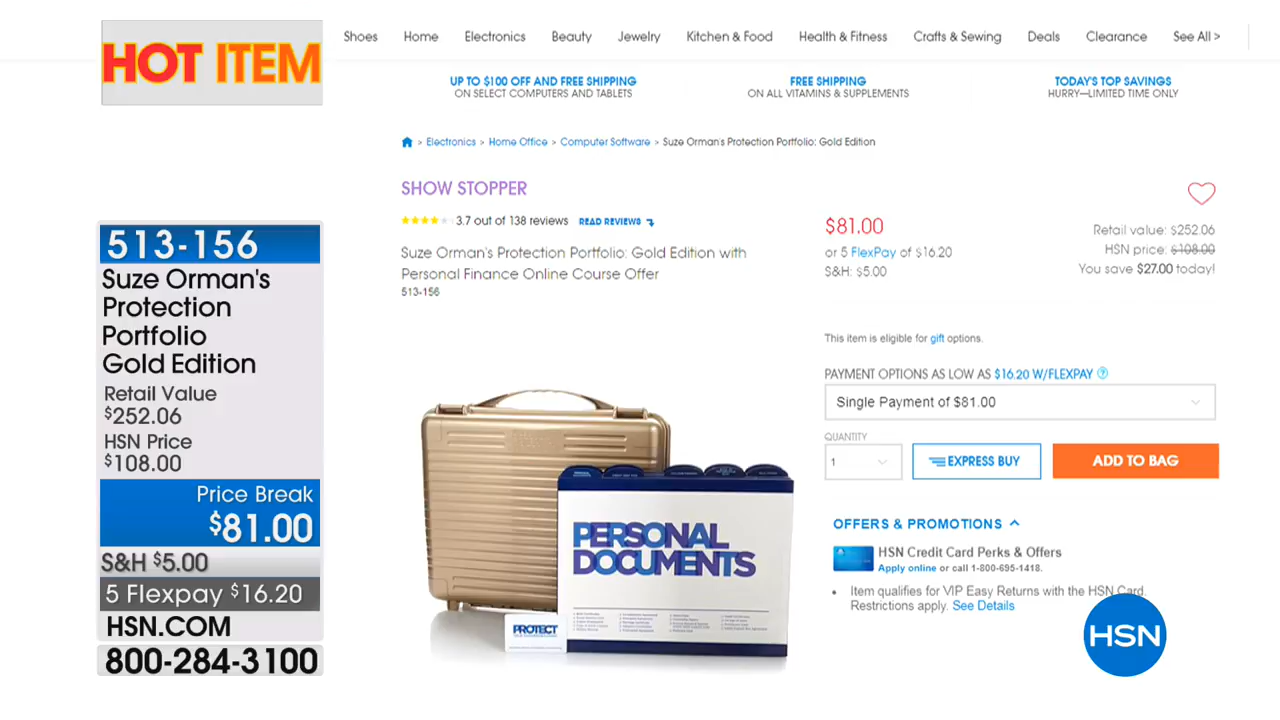 HOT ITEM
Shoes Home Electronics Beauty Jewelry Kitchen & Food Health & Fitness Crafts & Sewing Deals Clearance See All >
UP TO $100 OFF AND FREE SHIPPING
ON SELECT COMPUTERS AND TABLETS
FREE SHIPPING
ON ALL VITAMINS & SUPPLEMENTS
TODAY'S TOP SAVINGS
HURRY—LIMITED TIME ONLY
> Electronics > Home Office > Computer Software > Suze Orman's Protection Portfolio: Gold Edition
SHOW STOPPER
3.7 out of 138 reviews READ REVIEWS
Suze Orman's Protection Portfolio: Gold Edition with
Personal Finance Online Course Offer
513-156
$81.00
or 5 FlexPay of $16.20
S&H: $5.00
Retail value: $252.06
HSN price: $108.00
You save $27.00 today!
This item is eligible for gift options.
PAYMENT OPTIONS AS LOW AS $16.20 W/FLEXPAY ?
Single Payment of $81.00
QUANTITY
1
EXPRESS BUY
ADD TO BAG
OFFERS & PROMOTIONS
HSN Credit Card Perks & Offers
Apply online or call 1-800-695-1418.
• Item qualifies for VIP Easy Returns with the HSN Card.
Restrictions apply. See Details
HSN
PERSONAL
DOCUMENTS
PROTECT
513-156
Suze Orman's
Protection
Portfolio
Gold Edition
Retail Value
$252.06
HSN Price
$108.00
Price Break
$81.00
S&H $5.00
5 Flexpay $16.20
HSN.COM
800-284-3100